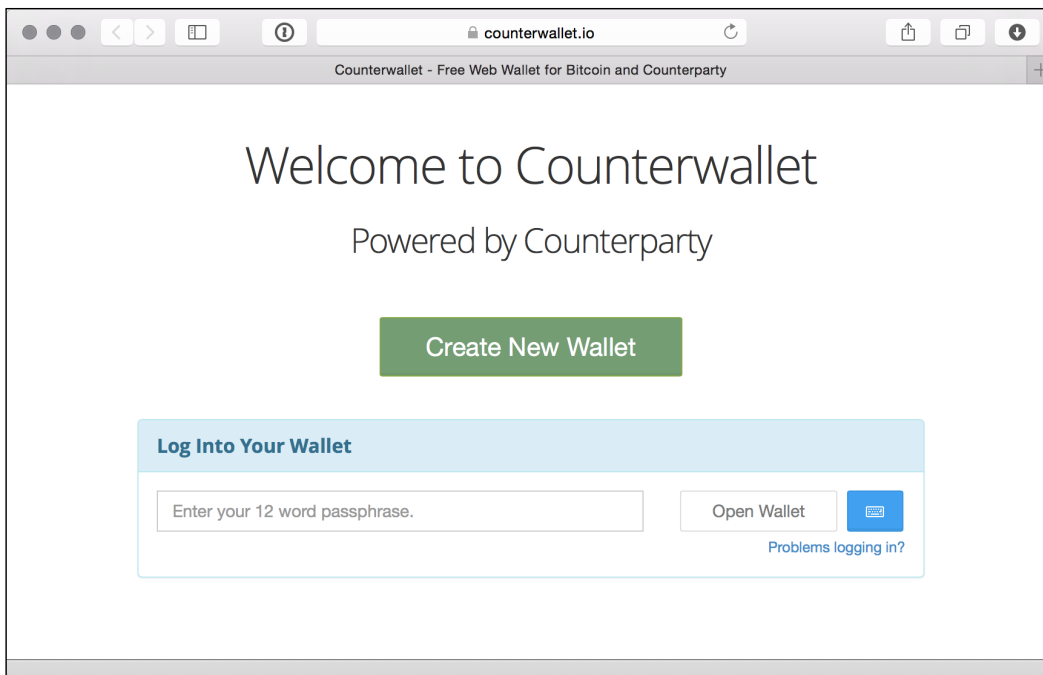 counterwallet.io
Counterwallet - Free Web Wallet for Bitcoin and Counterparty
Welcome to Counterwallet
Powered by Counterparty
Create New Wallet
Log Into Your Wallet
Enter your 12 word passphrase.
Open Wallet
Problems logging in?